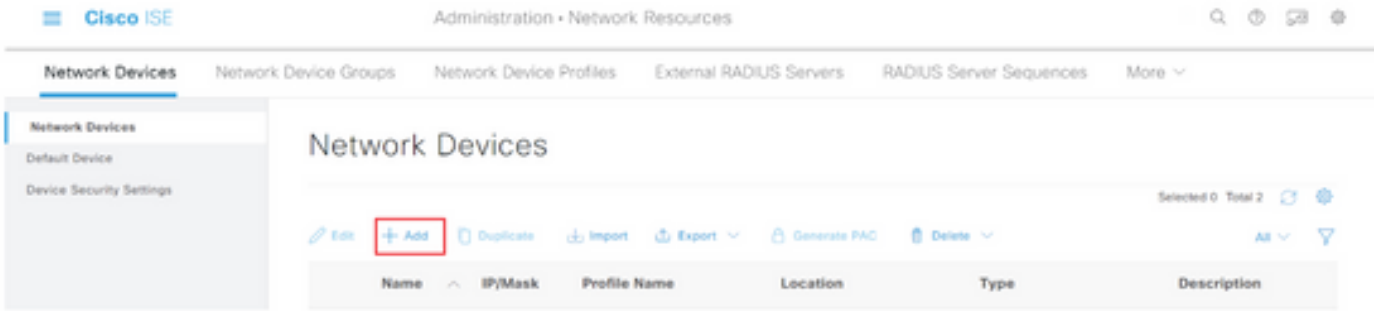 Cisco ISE Administration • Network Resources
Network Devices Network Device Groups Network Device Profiles External RADIUS Servers RADIUS Server Sequences More
Network Devices
Default Device
Device Security Settings
Network Devices
Selected 0 Total 2
Edit Add Duplicate Import Export Generate PAC Delete All
Name IP/Mask Profile Name Location Type Description